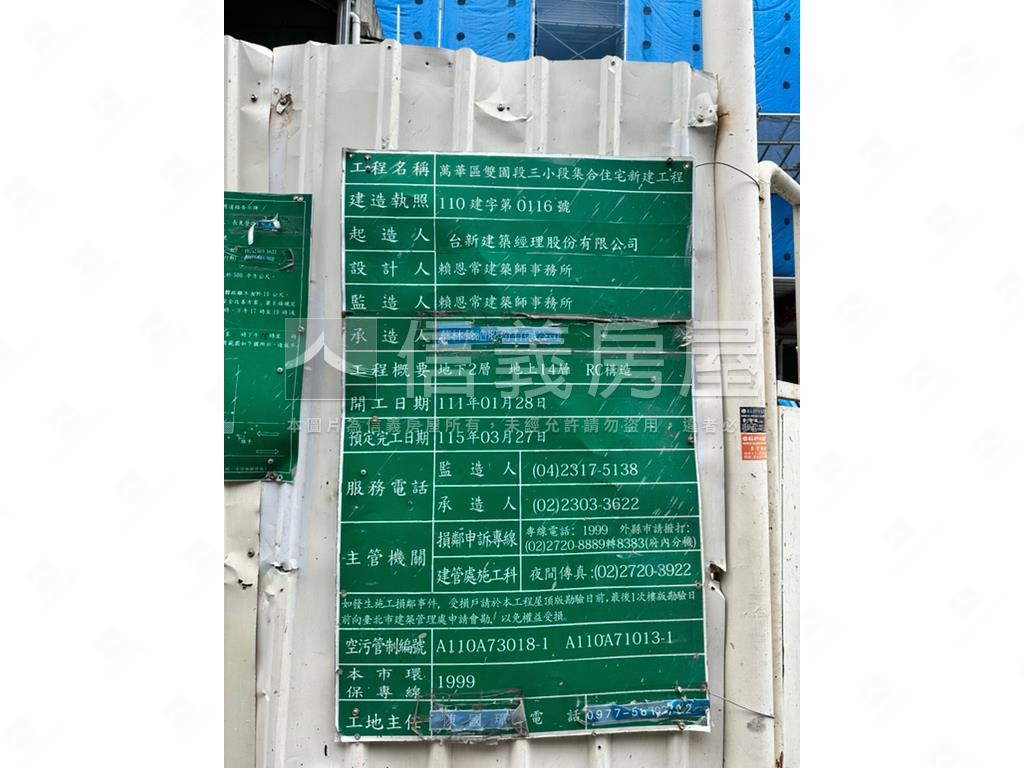 工程名稱 萬華區雙園段三小段集合住宅新建工程
建造執照 110建字第0116號
起造人 台新建築經理股份有限公司
設計人 賴恩常建築師事務所
監造人 賴恩常建築師事務所
承造人
工程概要 地下2層 地上14層 RC構造
開工日期 111年01月28日
預定完工日期 115年03月27日
服務電話
監造人 (04)2317-5138
承造人 (02)2303-3622
主管機關
損鄰申訴專線 專線電話：1999 外縣市請撥打：
(02)2720-8889轉8383(府內分機)
建管處施工科 夜間傳真：(02)2720-3922
如發生施工損鄰事件，受損戶請於本工程屋頂版勘驗日前，最後1次樓版勘驗日
前向臺北市建築管理處申請會勘，以免權益受損。
空污管制編號 A110A73018-1 A110A71013-1
本市環
保專線 1999
工地主任 電話
信義房屋
本圖片為信義房屋所有，未經允許請勿盜用，違者必